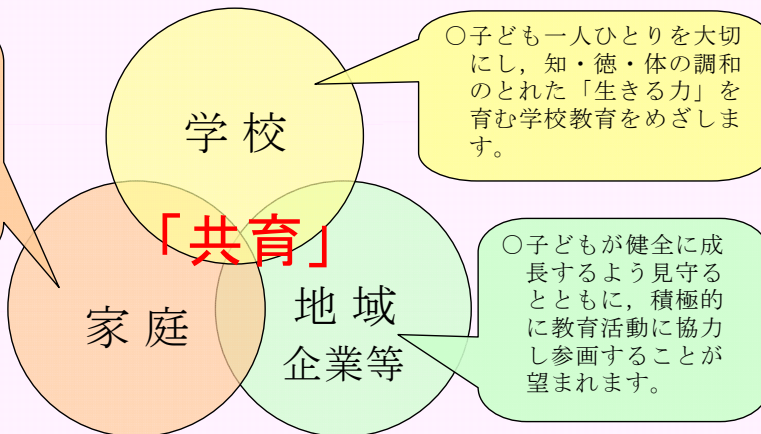 学校
○子ども一人ひとりを大切
にし，知・徳・体の調和
のとれた「生きる力」を
育む学校教育をめざしま
す。
「共育」
家庭
地域
企業等
○子どもが健全に成
長するよう見守る
とともに，積極的
に教育活動に協力
し参画することが
望まれます。